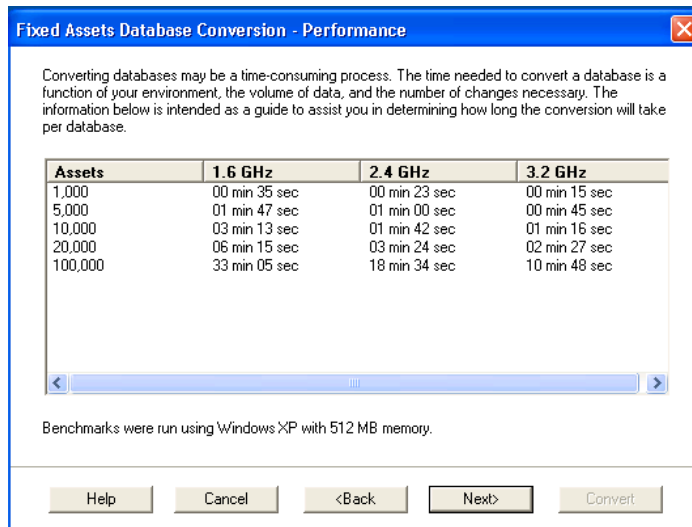 Fixed Assets Database Conversion - Performance
Converting databases may be a time-consuming process. The time needed to convert a database is a
function of your environment, the volume of data, and the number of changes necessary. The
information below is intended as a guide to assist you in determining how long the conversion will take
per database.
Assets 1.6 GHz 2.4 GHz 3.2 GHz
1,000 00 min 35 sec 00 min 23 sec 00 min 15 sec
5,000 01 min 47 sec 01 min 00 sec 00 min 45 sec
10,000 03 min 13 sec 01 min 42 sec 01 min 16 sec
20,000 06 min 15 sec 03 min 24 sec 02 min 27 sec
100,000 33 min 05 sec 18 min 34 sec 10 min 48 sec
Benchmarks were run using Windows XP with 512 MB memory.
Help Cancel <Back Next> Convert